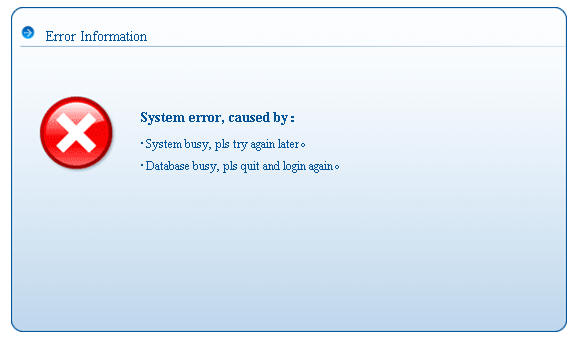 Error Information
System error, caused by：
·System busy, pls try again later。
·Database busy, pls quit and login again。